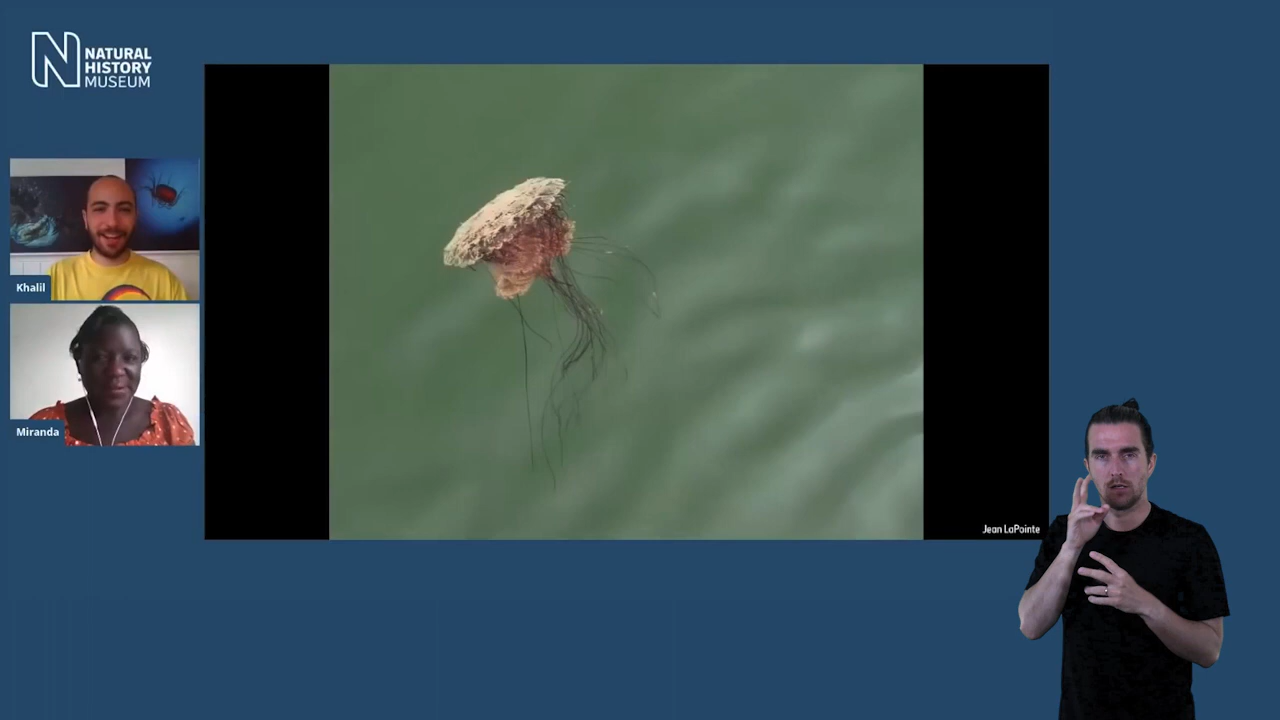 N NATURAL
HISTORY
MUSEUM
Khalil
Miranda
Jean LaPointe